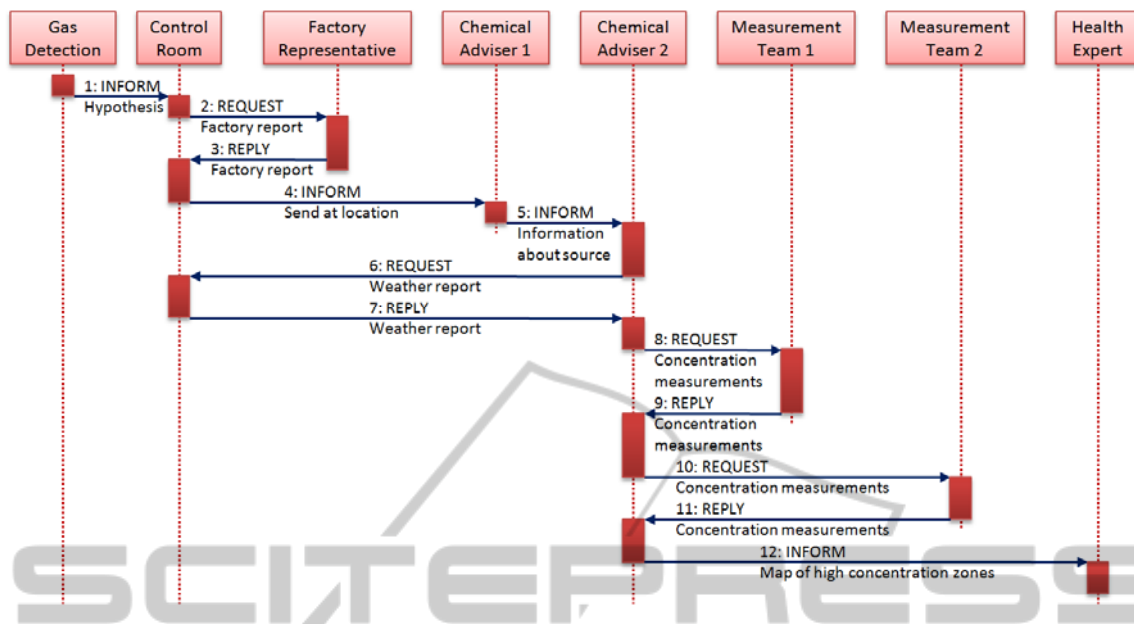 Gas
Detection
Control
Room
Factory
Representative
Chemical
Adviser 1
Chemical
Adviser 2
Measurement
Team 1
Measurement
Team 2
Health
Expert
1: INFORM
Hypothesis
2: REQUEST
Factory report
3: REPLY
Factory report
4: INFORM
Send at location
5: INFORM
Information
about source
6: REQUEST
Weather report
7: REPLY
Weather report
8: REQUEST
Concentration
measurements
9: REPLY
Concentration
measurements
10: REQUEST
Concentration measurements
11: REPLY
Concentration measurements
12: INFORM
Map of high concentration zones
SCITEPRESS